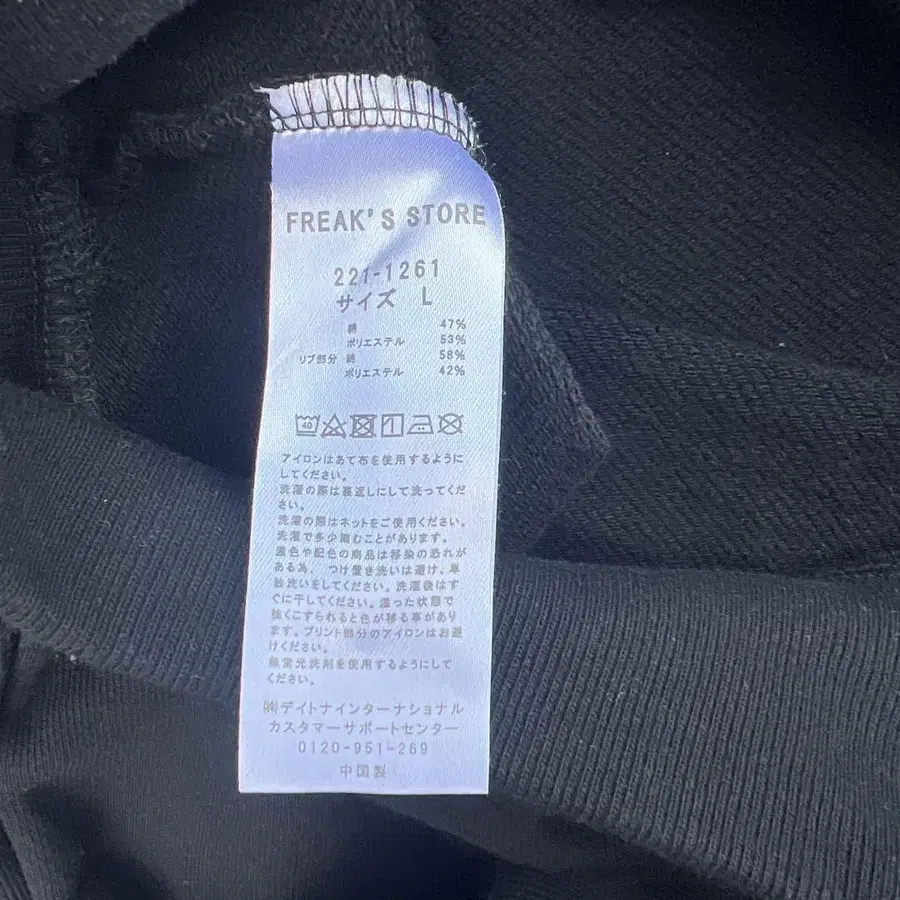 FREAK'S STORE
221-1261
サイズ L
綿 47%
ポリエステル 53%
リブ部分 綿 58%
ポリエステル 42%
40
アイロンはあて布を使用するように
してください。
洗濯の際は裏返しにして洗ってくだ
さい。
洗濯の際はネットをご使用ください。
洗濯で多少縮むことがあります。
濃色や配色の商品は移染の恐れが
ある為、つけ置き洗いは避け、単
独洗いをしてください。洗濯後はす
ぐに干してください。湿った状態で
強くこすられると色が移る事があり
ます。プリント部分のアイロンはお避
けください。
無蛍光洗剤を使用するようにして
ください。
㈱デイトナインターナショナル
カスタマーサポートセンター
0120-951-269
中国製